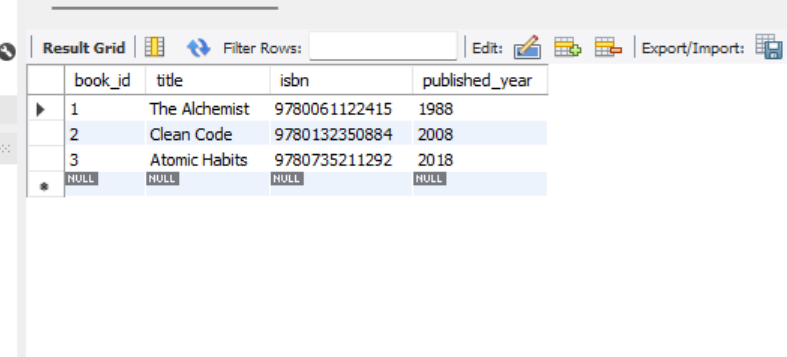 Result Grid Filter Rows: Edit: Export/Import:
book_id title isbn published_year
1 The Alchemist 9780061122415 1988
2 Clean Code 9780132350884 2008
3 Atomic Habits 9780735211292 2018
NULL NULL NULL NULL